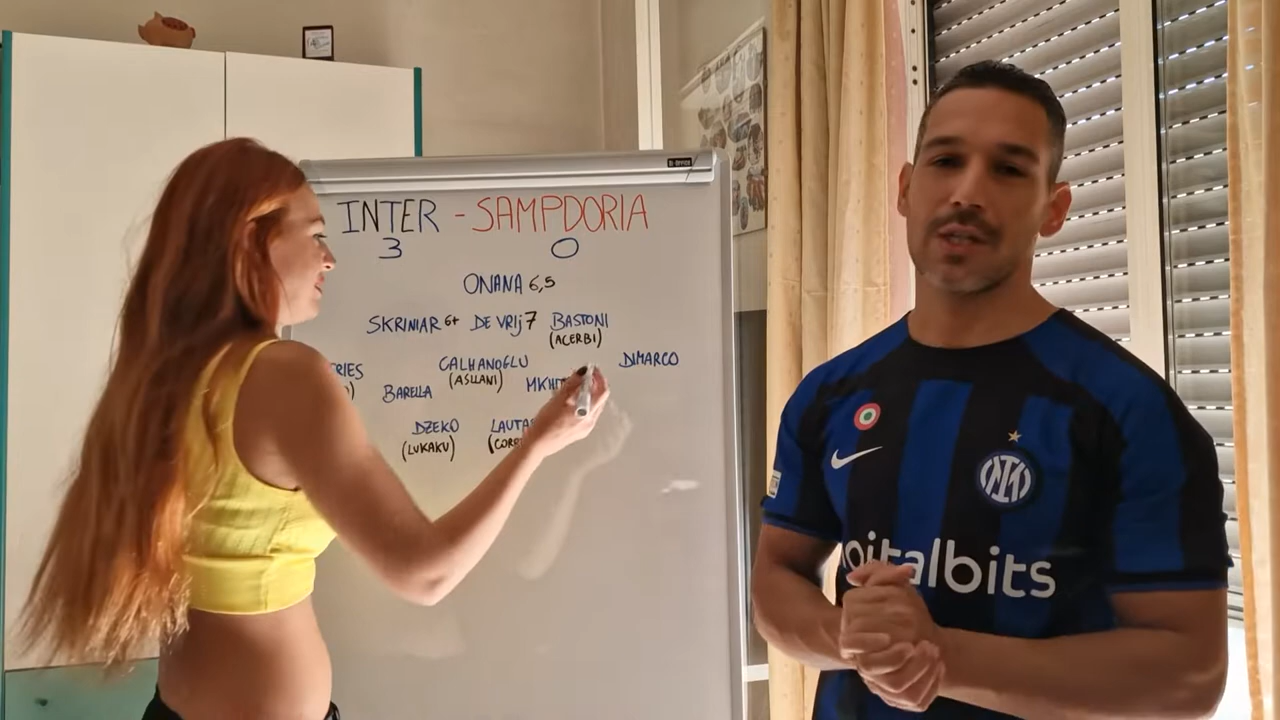 INTER - SAMPDORIA
3 0
ONANA 6,5
SKRINIAR 6+ DE VRIJ 7 BASTONI
(ACERBI)
CALHANOGLU DIMARCO
(ASLLANI)
BARELLA
DZEKO
(LUKAKU)
digitalbits